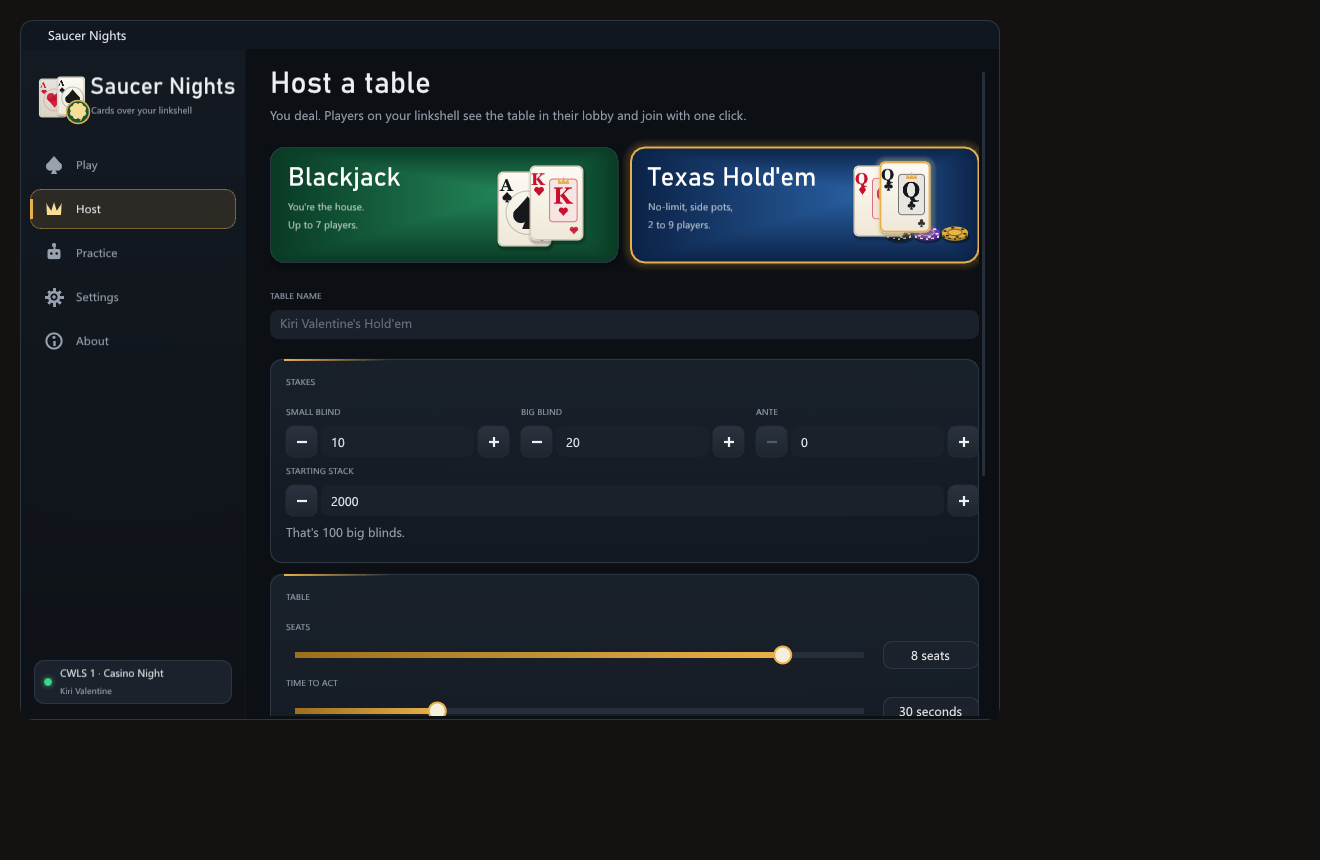 Saucer Nights
Saucer Nights
Cards over your linkshell
Play
Host
Practice
Settings
About
CWLS 1 · Casino Night
Kiri Valentine
Host a table
You deal. Players on your linkshell see the table in their lobby and join with one click.
Blackjack
You're the house.
Up to 7 players.
A
K
K
Texas Hold'em
No-limit, side pots,
2 to 9 players.
Q
Q
Q
TABLE NAME
Kiri Valentine's Hold'em
STAKES
SMALL BLIND
BIG BLIND
ANTE
10
20
0
STARTING STACK
2000
That's 100 big blinds.
TABLE
SEATS
8 seats
TIME TO ACT
30 seconds